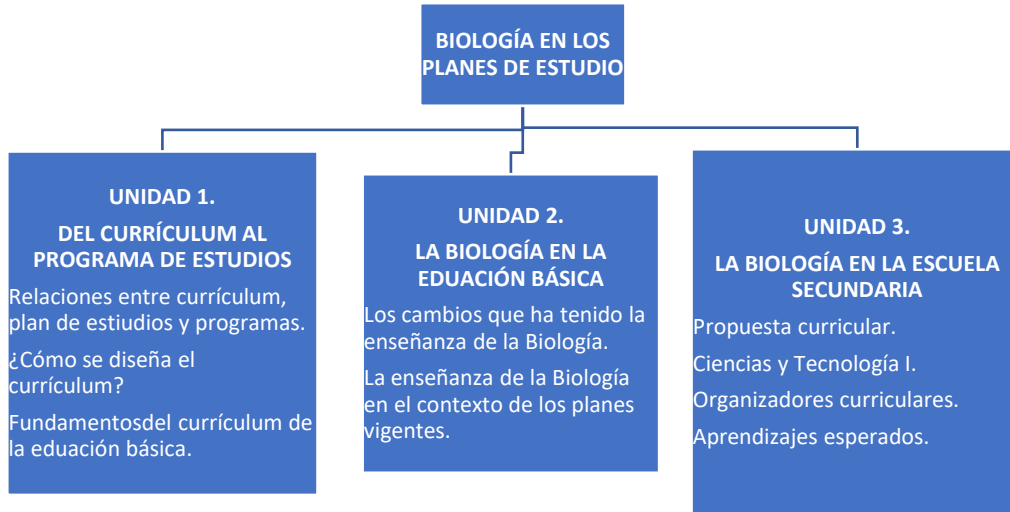 BIOLOGÍA EN LOS
PLANES DE ESTUDIO
UNIDAD 1.
DEL CURRÍCULUM AL
PROGRAMA DE ESTUDIOS
Relaciones entre currículum,
plan de estiudios y programas.
¿Cómo se diseña el
currículum?
Fundamentosdel currículum de
la eduación básica.
UNIDAD 2.
LA BIOLOGÍA EN LA
EDUACIÓN BÁSICA
Los cambios que ha tenido la
enseñanza de la Biología.
La enseñanza de la Biología
en el contexto de los planes
vigentes.
UNIDAD 3.
LA BIOLOGÍA EN LA ESCUELA
SECUNDARIA
Propuesta curricular.
Ciencias y Tecnología I.
Organizadores curriculares.
Aprendizajes esperados.